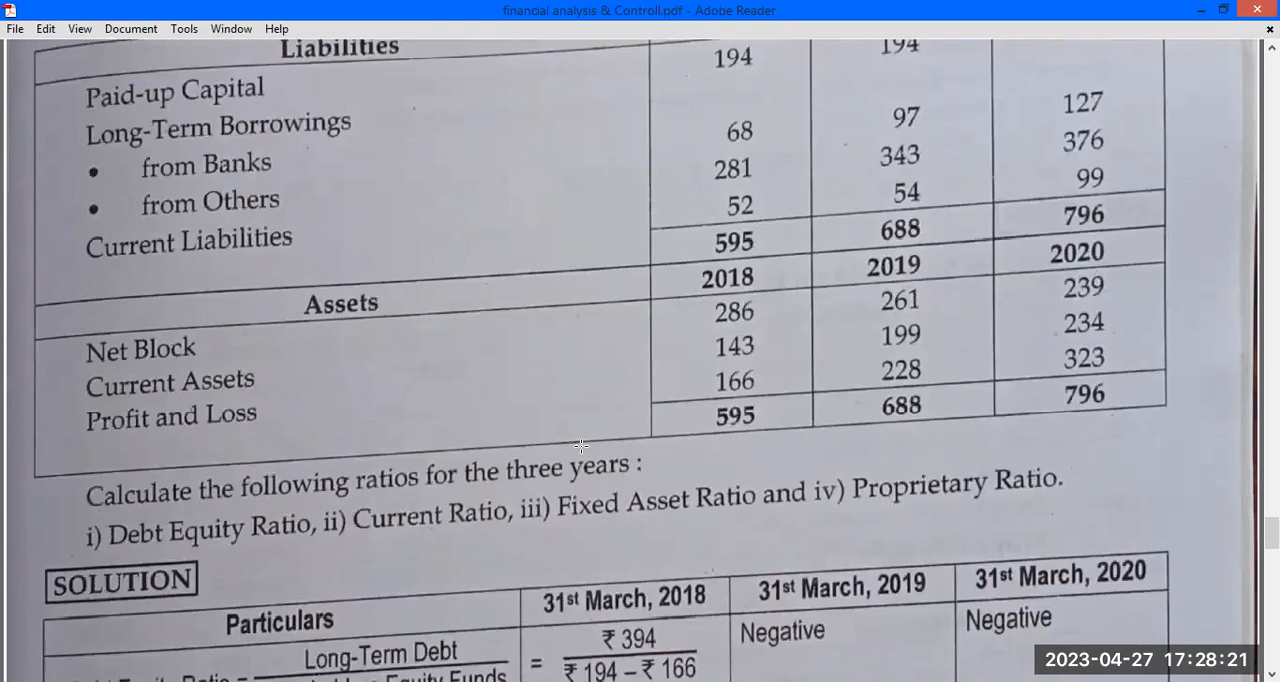 financial analysis & Controll.pdf - Adobe Reader
File Edit View Document Tools Window Help
Liabilities
Paid-up Capital 194 194
Long-Term Borrowings
• from Banks 68 97 127
• from Others 281 343 376
Current Liabilities 52 54 99
595 688 796
Assets 2018 2019 2020
Net Block 286 261 239
Current Assets 143 199 234
Profit and Loss 166 228 323
595 688 796
Calculate the following ratios for the three years :
i) Debt Equity Ratio, ii) Current Ratio, iii) Fixed Asset Ratio and iv) Proprietary Ratio.
SOLUTION
Particulars 31st March, 2018 31st March, 2019 31st March, 2020
Long-Term Debt = ₹ 394 Negative Negative
₹ 194 – ₹ 166
2023-04-27 17:28:21